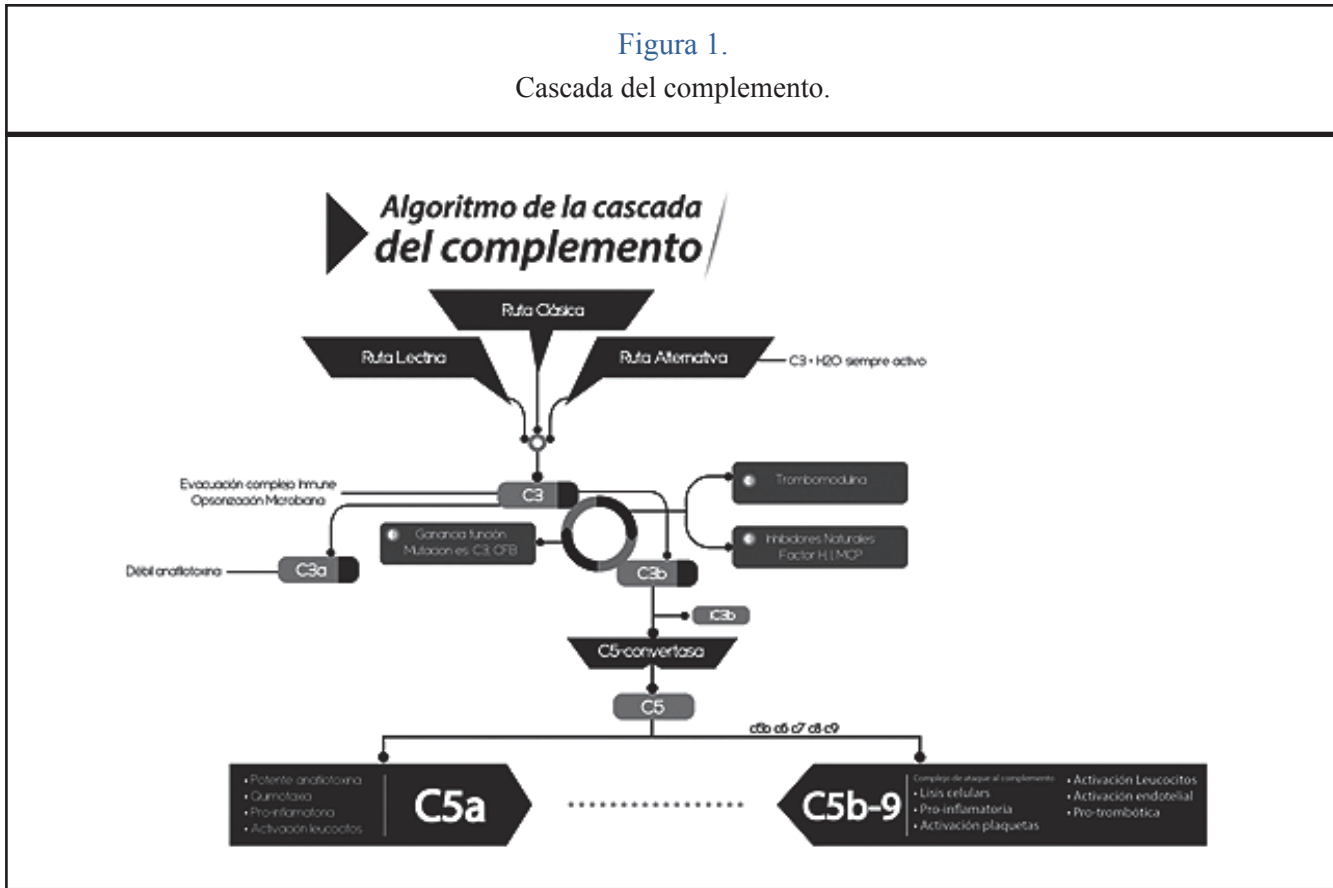 Figura 1.
Cascada del complemento.
Algoritmo de la cascada
del complemento
Ruta Clásica
Ruta Lectina
Ruta Alternativa
C3 + H2O siempre activo
Evacuación complejo Inmune
Opsonización Microbiana
C3
Trombomodulina
Ganancia función
Mutacion es: C3, CFB
Inhibidores Naturales
Factor H, I, MCP
Débil anafilotoxina
C3a
C3b
iC3b
C5-convertasa
C5
c5b c6 c7 c8 c9
• Potente anafilotoxina
• Quimotaxia
• Pro-inflamatoria
• Activación leucocitos
C5a
C5b-9
Complejo de ataque al complemento
• Lisis celulars
• Pro-inflamatoria
• Activación plaquetas
• Activación Leucocitos
• Activación endotelial
• Pro-trombótica